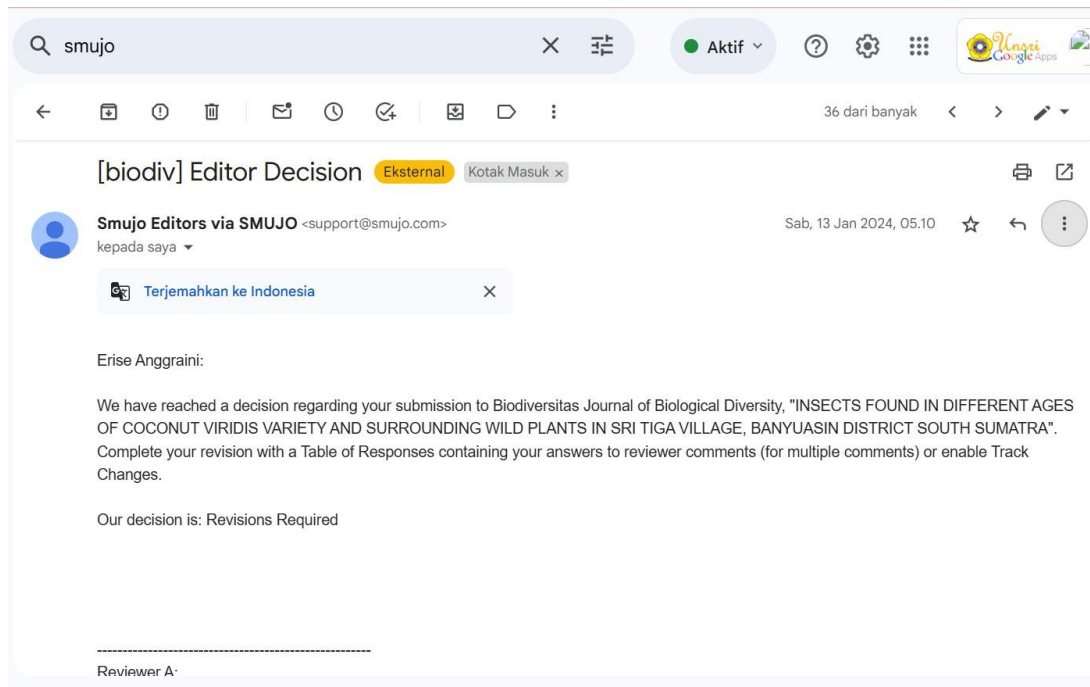 smujo
Aktif
Unsri
Google Apps
36 dari banyak
[biodiv] Editor Decision Eksternal Kotak Masuk ×
Smujo Editors via SMUJO <support@smujo.com> Sab, 13 Jan 2024, 05.10
kepada saya
Terjemahkan ke Indonesia
Erise Anggraini:
We have reached a decision regarding your submission to Biodiversitas Journal of Biological Diversity, "INSECTS FOUND IN DIFFERENT AGES
OF COCONUT VIRIDIS VARIETY AND SURROUNDING WILD PLANTS IN SRI TIGA VILLAGE, BANYUASIN DISTRICT SOUTH SUMATRA".
Complete your revision with a Table of Responses containing your answers to reviewer comments (for multiple comments) or enable Track
Changes.
Our decision is: Revisions Required
------------------------------------------------------
Reviewer A: